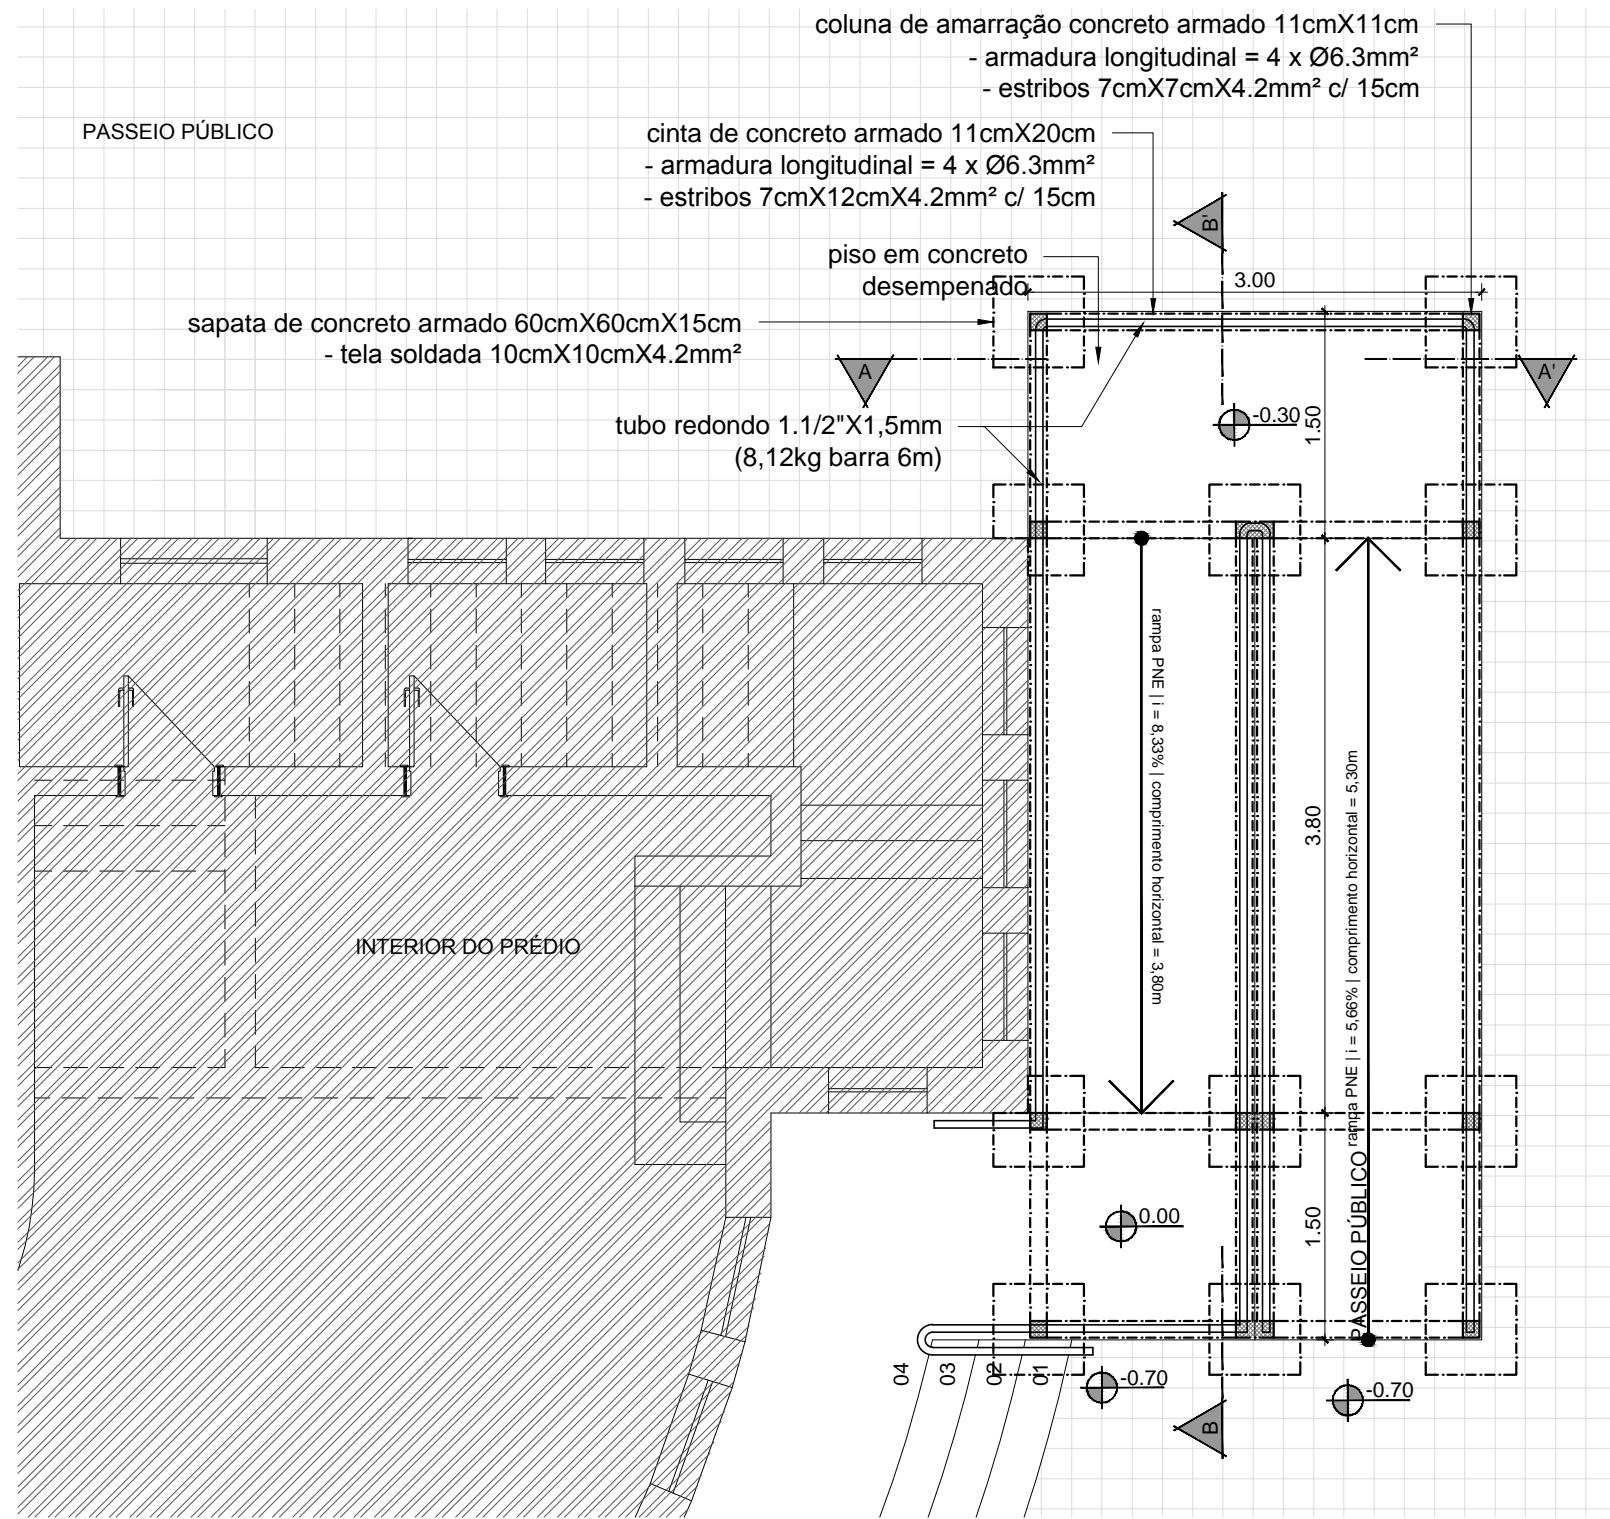 coluna de amarração concreto armado 11cmX11cm
- armadura longitudinal = 4 x Ø6.3mm²
- estribos 7cmX7cmX4.2mm² c/ 15cm
PASSEIO PÚBLICO
cinta de concreto armado 11cmX20cm
- armadura longitudinal = 4 x Ø6.3mm²
- estribos 7cmX12cmX4.2mm² c/ 15cm
B'
piso em concreto
desempenado
3.00
sapata de concreto armado 60cmX60cmX15cm
- tela soldada 10cmX10cmX4.2mm²
A
A'
-0.30
1.50
tubo redondo 1.1/2"X1,5mm
(8,12kg barra 6m)
rampa PNE | i = 8,33% | comprimento horizontal = 3,80m
3.80
rampa PNE | i = 5,66% | comprimento horizontal = 5,30m
INTERIOR DO PRÉDIO
PASSEIO PÚBLICO
0.00
1.50
04
03
02
01
-0.70
-0.70
B